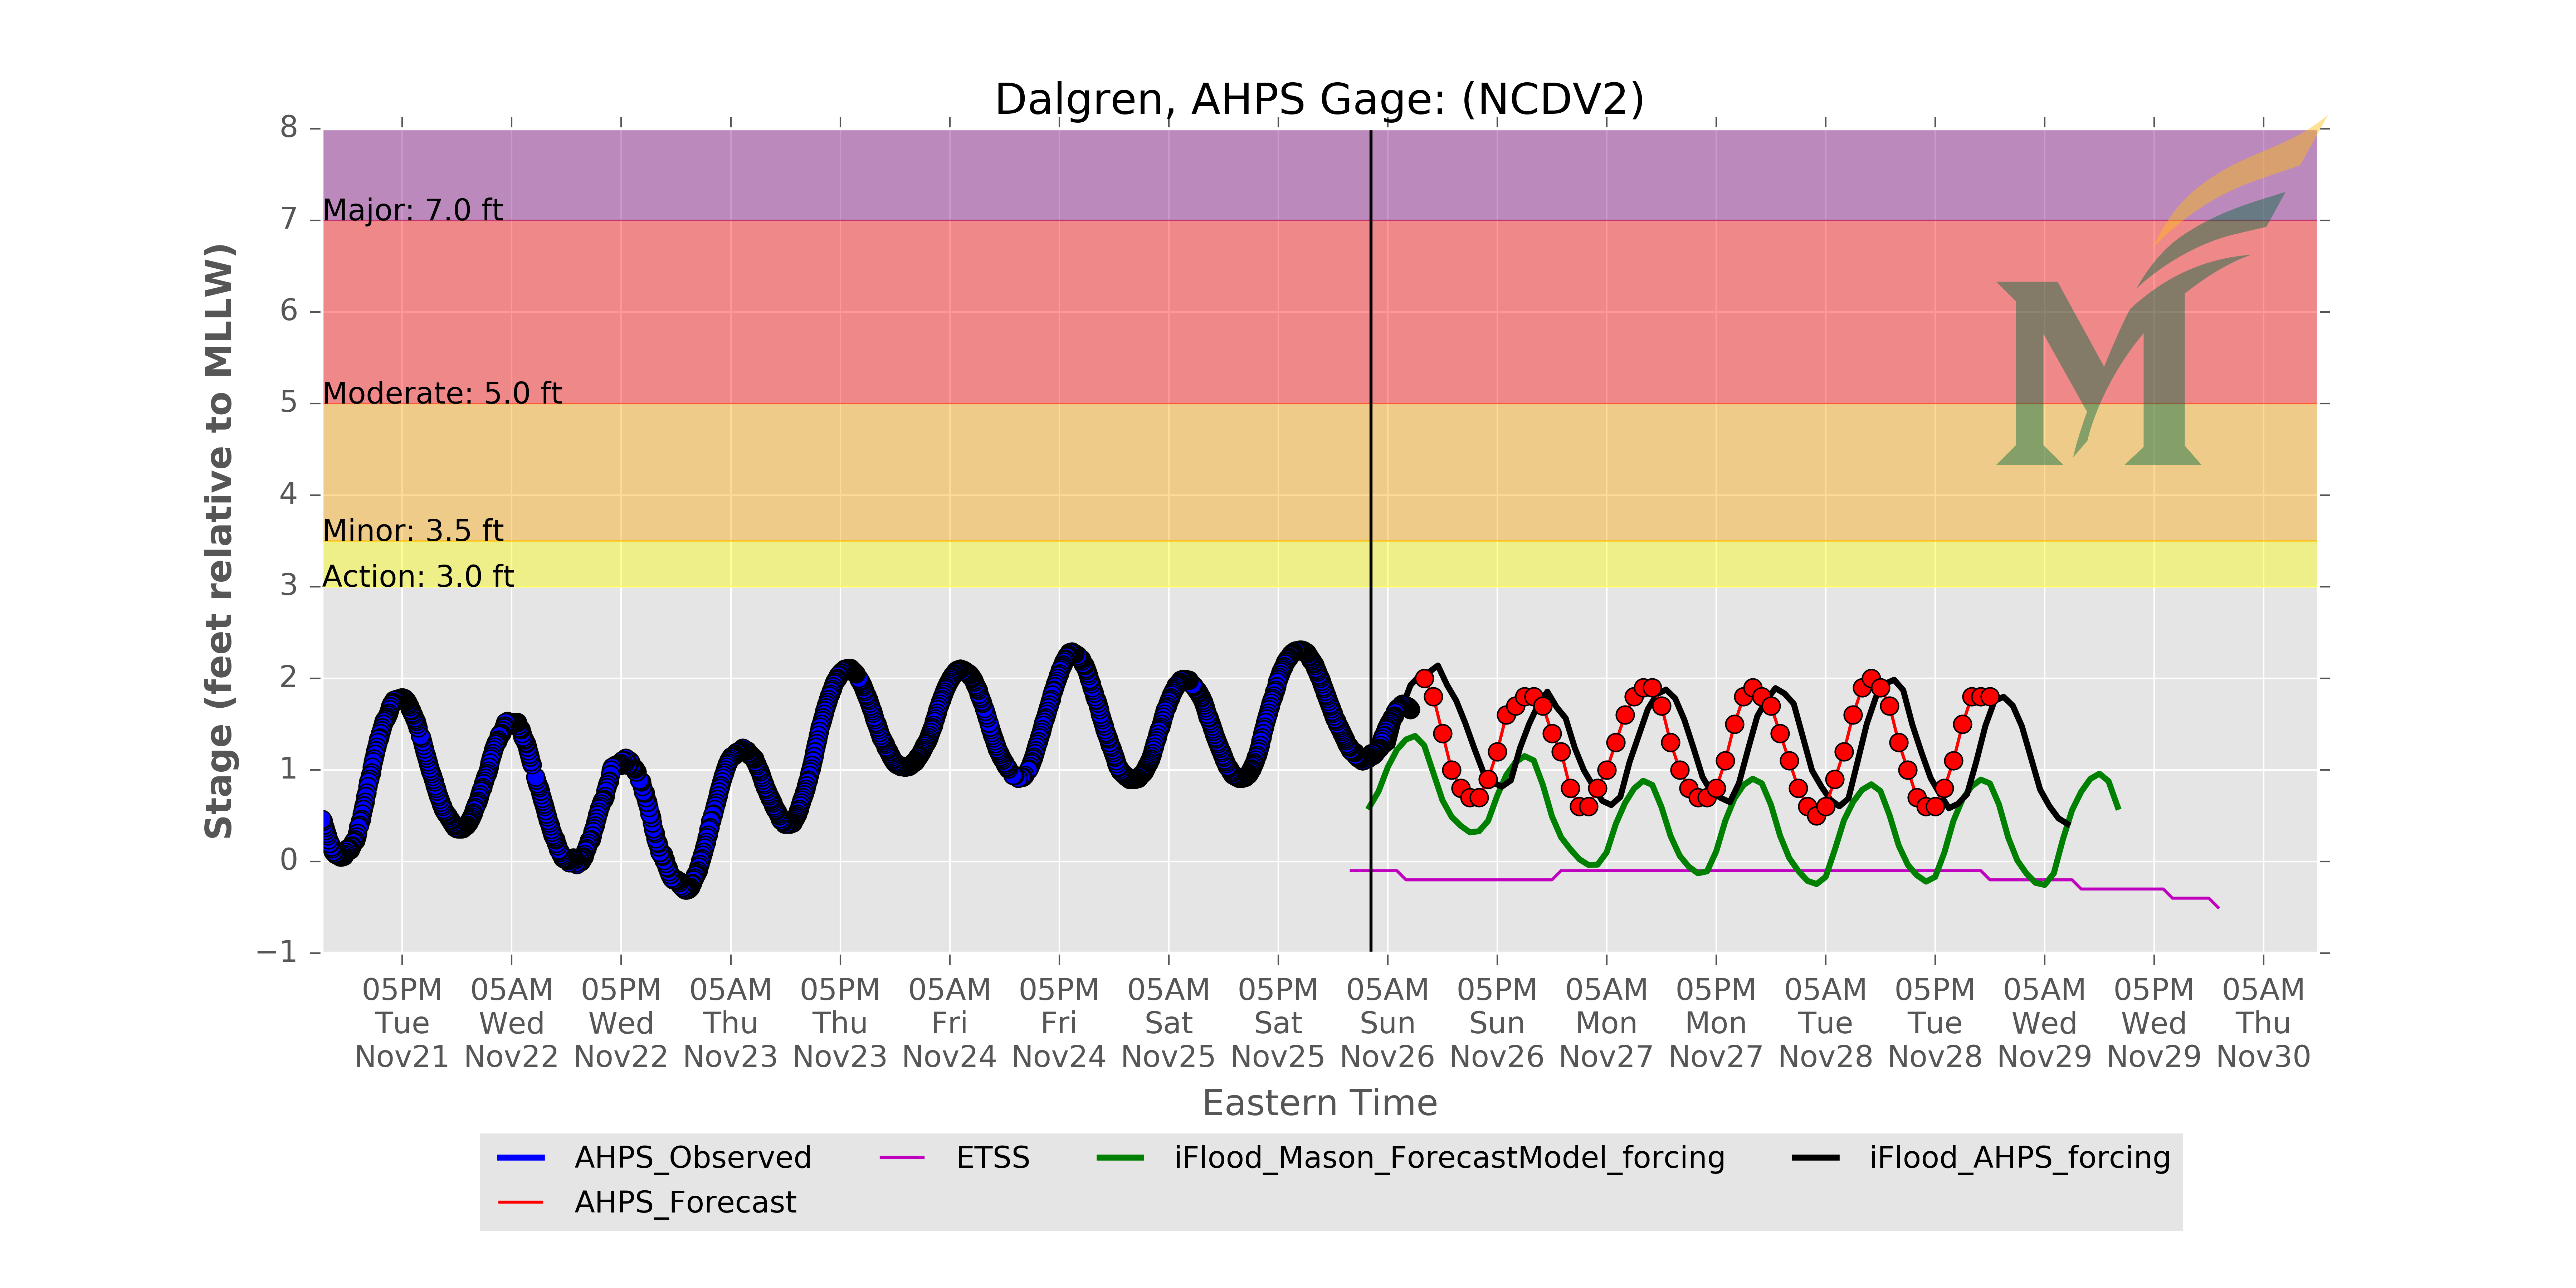 Dalgren, AHPS Gage: (NCDV2)
8
7
6
5
4
3
2
1
0
−1
Stage (feet relative to MLLW)
Major: 7.0 ft
Moderate: 5.0 ft
Minor: 3.5 ft
Action: 3.0 ft
M
05PM 05AM 05PM 05AM 05PM 05AM 05PM 05AM 05PM 05AM 05PM 05AM 05PM 05AM 05PM 05AM 05PM 05AM
Tue Wed Wed Thu Thu Fri Fri Sat Sat Sun Sun Mon Mon Tue Tue Wed Wed Thu
Nov21 Nov22 Nov22 Nov23 Nov23 Nov24 Nov24 Nov25 Nov25 Nov26 Nov26 Nov27 Nov27 Nov28 Nov28 Nov29 Nov29 Nov30
Eastern Time
AHPS_Observed ETSS iFlood_Mason_ForecastModel_forcing iFlood_AHPS_forcing
AHPS_Forecast